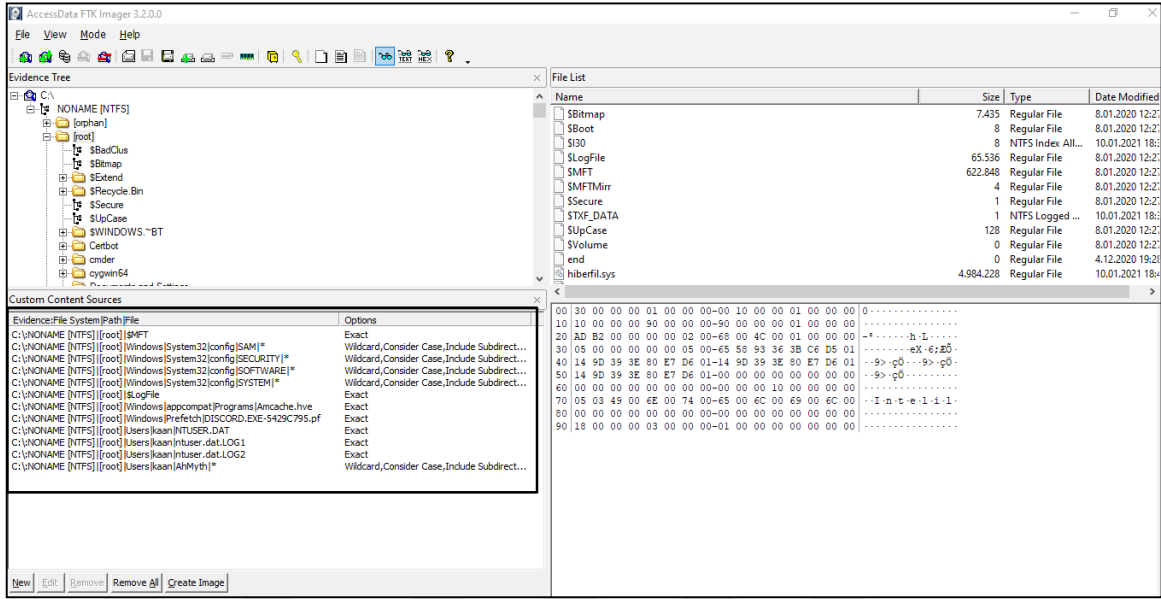 AccessData FTK Imager 3.2.0.0
File View Mode Help
Evidence Tree
C:\
NONAME [NTFS]
[orphan]
[root]
$BadClus
$Bitmap
$Extend
$Recycle.Bin
$Secure
$UpCase
$WINDOWS.~BT
Certbot
cmder
cygwin64
Custom Content Sources
Evidence:File System|Path|File Options
C:\:NONAME [NTFS]|[root]|$MFT Exact
C:\:NONAME [NTFS]|[root]|Windows|System32|config|SAM|* Wildcard,Consider Case,Include Subdirect...
C:\:NONAME [NTFS]|[root]|Windows|System32|config|SECURITY|* Wildcard,Consider Case,Include Subdirect...
C:\:NONAME [NTFS]|[root]|Windows|System32|config|SOFTWARE|* Wildcard,Consider Case,Include Subdirect...
C:\:NONAME [NTFS]|[root]|Windows|System32|config|SYSTEM|* Wildcard,Consider Case,Include Subdirect...
C:\:NONAME [NTFS]|[root]|$LogFile Exact
C:\:NONAME [NTFS]|[root]|Windows|appcompat|Programs|Amcache.hve Exact
C:\:NONAME [NTFS]|[root]|Windows|Prefetch|DISCORD.EXE-5429C795.pf Exact
C:\:NONAME [NTFS]|[root]|Users|kaan|NTUSER.DAT Exact
C:\:NONAME [NTFS]|[root]|Users|kaan|ntuser.dat.LOG1 Exact
C:\:NONAME [NTFS]|[root]|Users|kaan|ntuser.dat.LOG2 Exact
C:\:NONAME [NTFS]|[root]|Users|kaan|AhMyth|* Wildcard,Consider Case,Include Subdirect...
New Edit Remove Remove All Create Image
File List
Name Size Type Date Modified
$Bitmap 7.435 Regular File 8.01.2020 12:27
$Boot 8 Regular File 8.01.2020 12:27
$I30 8 NTFS Index All... 10.01.2021 18:
$LogFile 65.536 Regular File 8.01.2020 12:27
$MFT 622.848 Regular File 8.01.2020 12:27
$MFTMirr 4 Regular File 8.01.2020 12:27
$Secure 1 Regular File 8.01.2020 12:27
$TXF_DATA 1 NTFS Logged ... 10.01.2021 18:
$UpCase 128 Regular File 8.01.2020 12:27
$Volume 0 Regular File 8.01.2020 12:27
end 0 Regular File 4.12.2020 19:28
hiberfil.sys 4.984.228 Regular File 10.01.2021 18:
00 30 00 00 00 01 00 00 00-00 10 00 00 01 00 00 00 0···············
10 10 00 00 00 90 00 00 00-90 00 00 00 01 00 00 00 ················
20 AD B2 00 00 00 00 02 00-68 00 4C 00 01 00 00 00 -²······h·L·····
30 05 00 00 00 00 00 05 00-65 58 93 36 3B C6 D5 01 ········eX·6;ÆÕ·
40 14 9D 39 3E 80 E7 D6 01-14 9D 39 3E 80 E7 D6 01 ··9>·çÖ···9>·çÖ·
50 14 9D 39 3E 80 E7 D6 01-00 00 00 00 00 00 00 00 ··9>·çÖ·········
60 00 00 00 00 00 00 00 00-00 00 10 00 00 00 00 00 ················
70 05 03 49 00 6E 00 74 00-65 00 6C 00 69 00 6C 00 ··I·n·t·e·l·i·l·
80 00 00 00 00 00 00 00 00-00 00 00 00 00 00 00 00 ················
90 18 00 00 00 03 00 00 00-01 00 00 00 00 00 00 00 ················